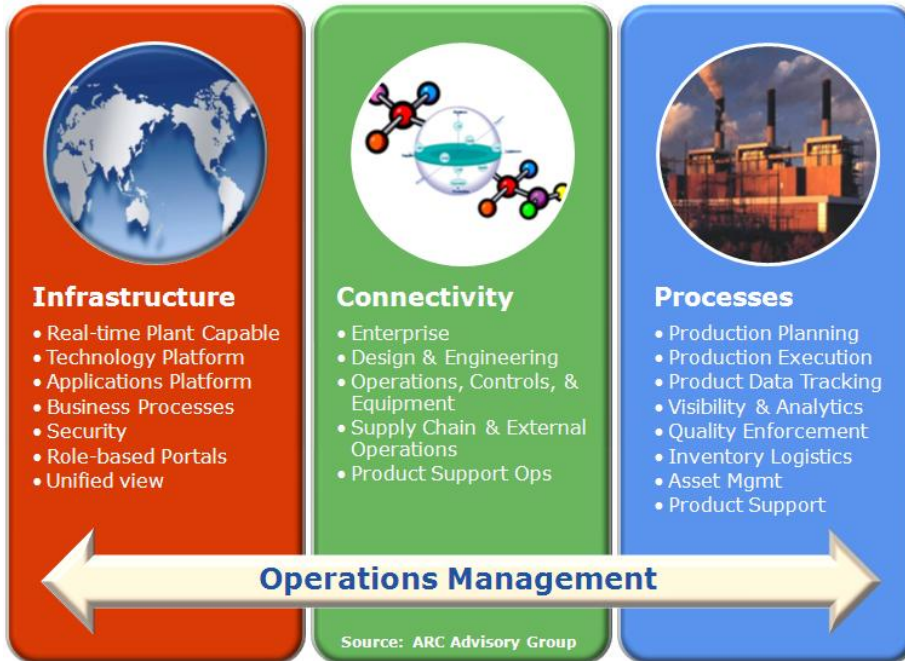 Infrastructure
• Real-time Plant Capable
• Technology Platform
• Applications Platform
• Business Processes
• Security
• Role-based Portals
• Unified view
Connectivity
• Enterprise
• Design & Engineering
• Operations, Controls, &
Equipment
• Supply Chain & External
Operations
• Product Support Ops
Processes
• Production Planning
• Production Execution
• Product Data Tracking
• Visibility & Analytics
• Quality Enforcement
• Inventory Logistics
• Asset Mgmt
• Product Support
Operations Management
Source: ARC Advisory Group